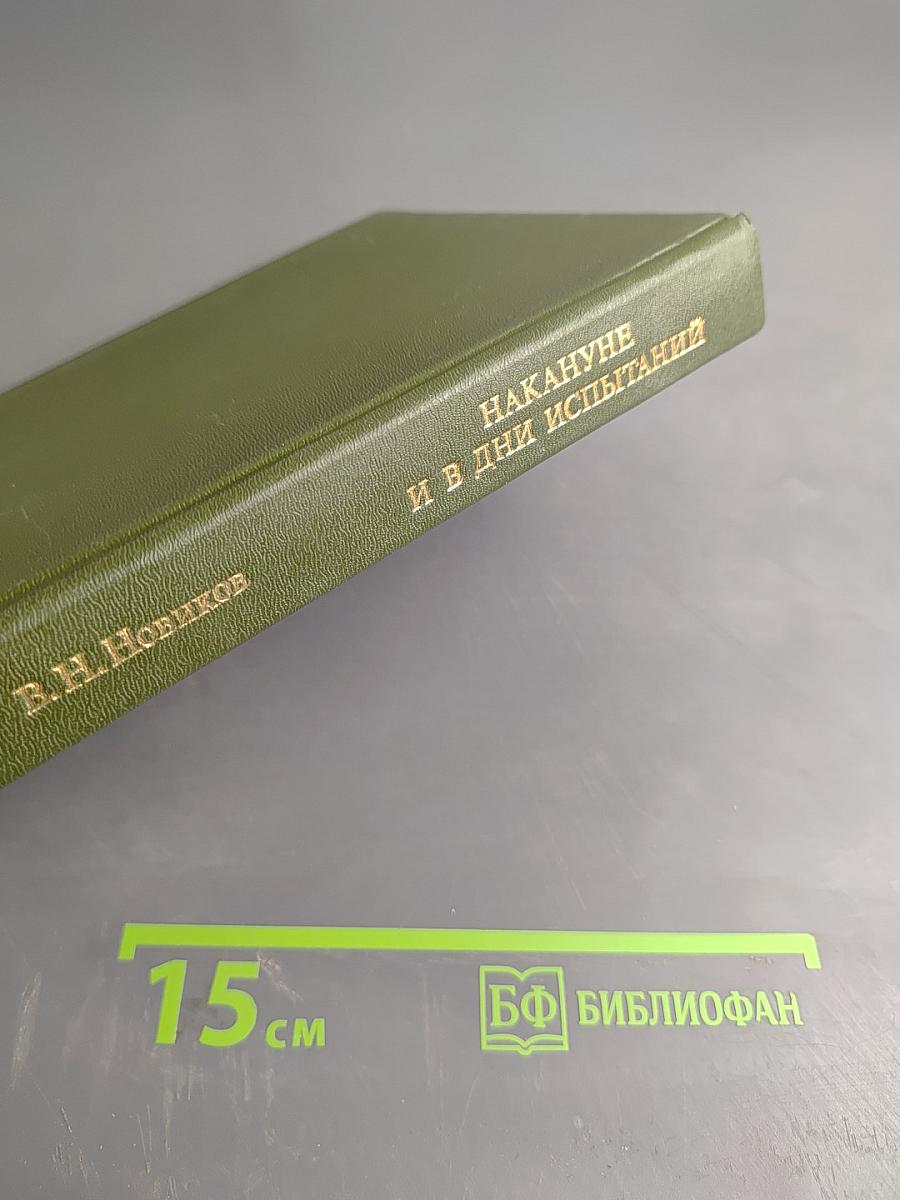 НАКАНУНЕ
И В ДНИ ИСПЫТАНИЙ
В. Н. Новиков
15 см
БФ БИБЛИОФАН